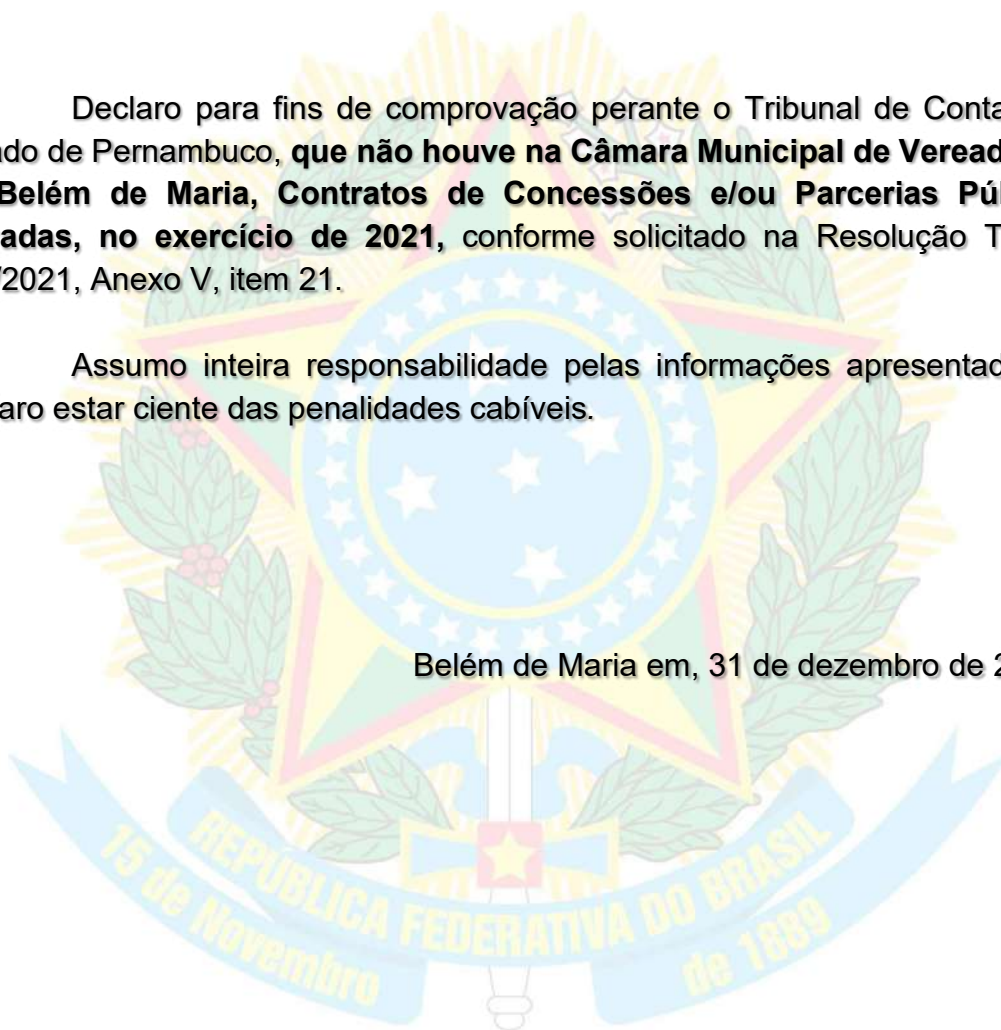 Declaro para fins de comprovação perante o Tribunal de Conta
do de Pernambuco, que não houve na Câmara Municipal de Veread
Belém de Maria, Contratos de Concessões e/ou Parcerias Púl
adas, no exercício de 2021, conforme solicitado na Resolução T
/2021, Anexo V, item 21.
Assumo inteira responsabilidade pelas informações apresentad
aro estar ciente das penalidades cabíveis.
Belém de Maria em, 31 de dezembro de 2
REPÚBLICA FEDERATIVA DO BRASIL
15 de Novembro de 1889